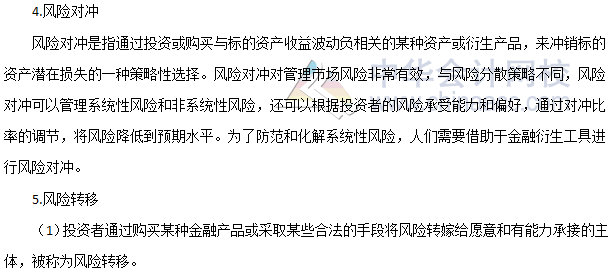 4.风险对冲
风险对冲是指通过投资或购买与标的资产收益波动负相关的某种资产或衍生产品，来冲销标的
资产潜在损失的一种策略性选择。风险对冲对管理市场风险非常有效，与风险分散策略不同，风险
对冲可以管理系统性风险和非系统性风险，还可以根据投资者的风险承受能力和偏好，通过对冲比
率的调节，将风险降低到预期水平。为了防范和化解系统性风险，人们需要借助于金融衍生工具进
行风险对冲。
5.风险转移
（1）投资者通过购买某种金融产品或采取某些合法的手段将风险转嫁给愿意和有能力承接的主
体，被称为风险转移。
中华会计网校